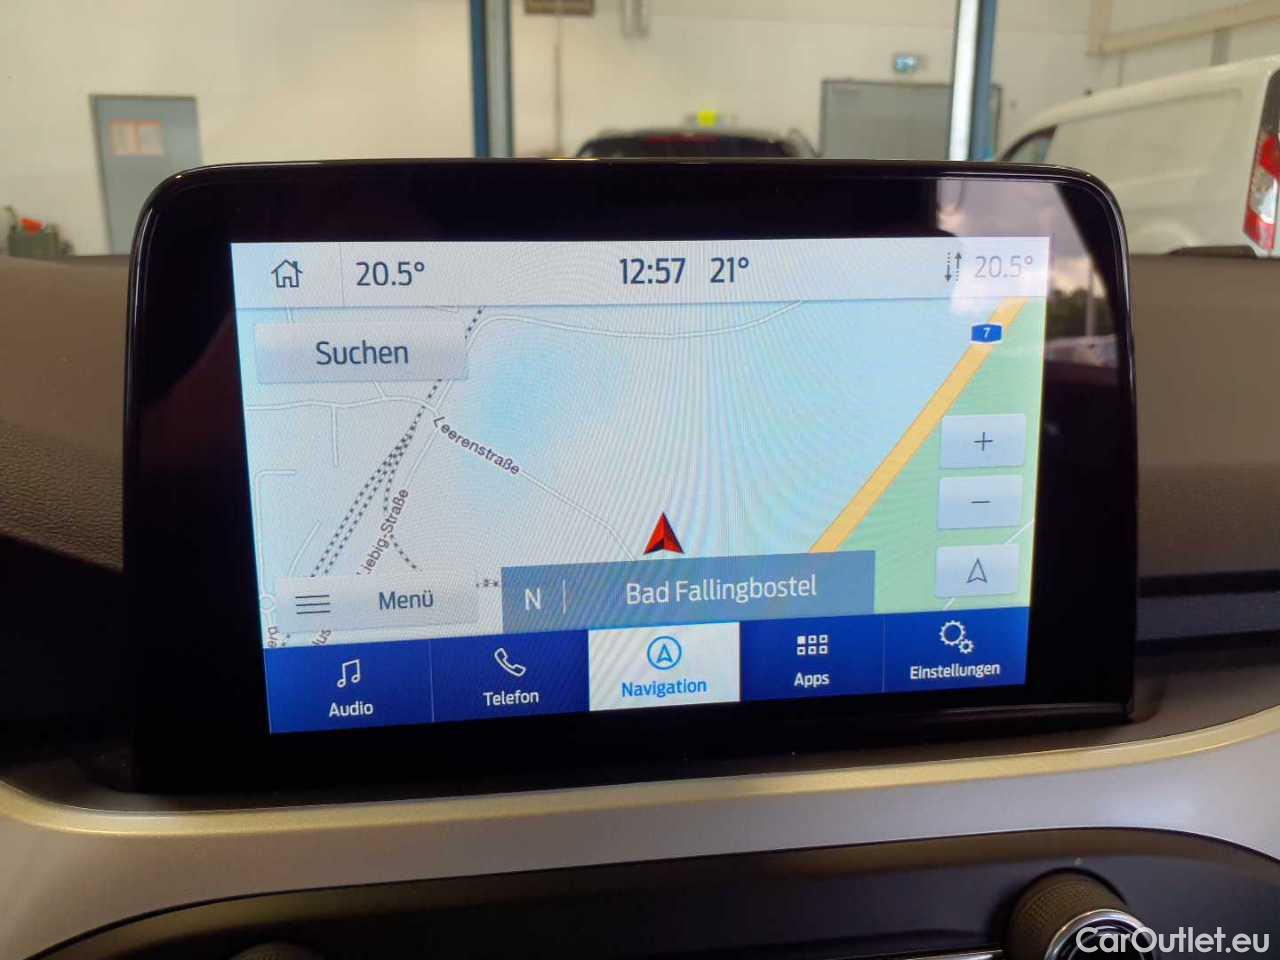 20.5°
12:57 21°
20.5°
Suchen
7
Leerenstraße
Liebig-Straße
Menü
N
Bad Fallingbostel
Audio
Telefon
Navigation
Apps
Einstellungen
CarOutlet.eu